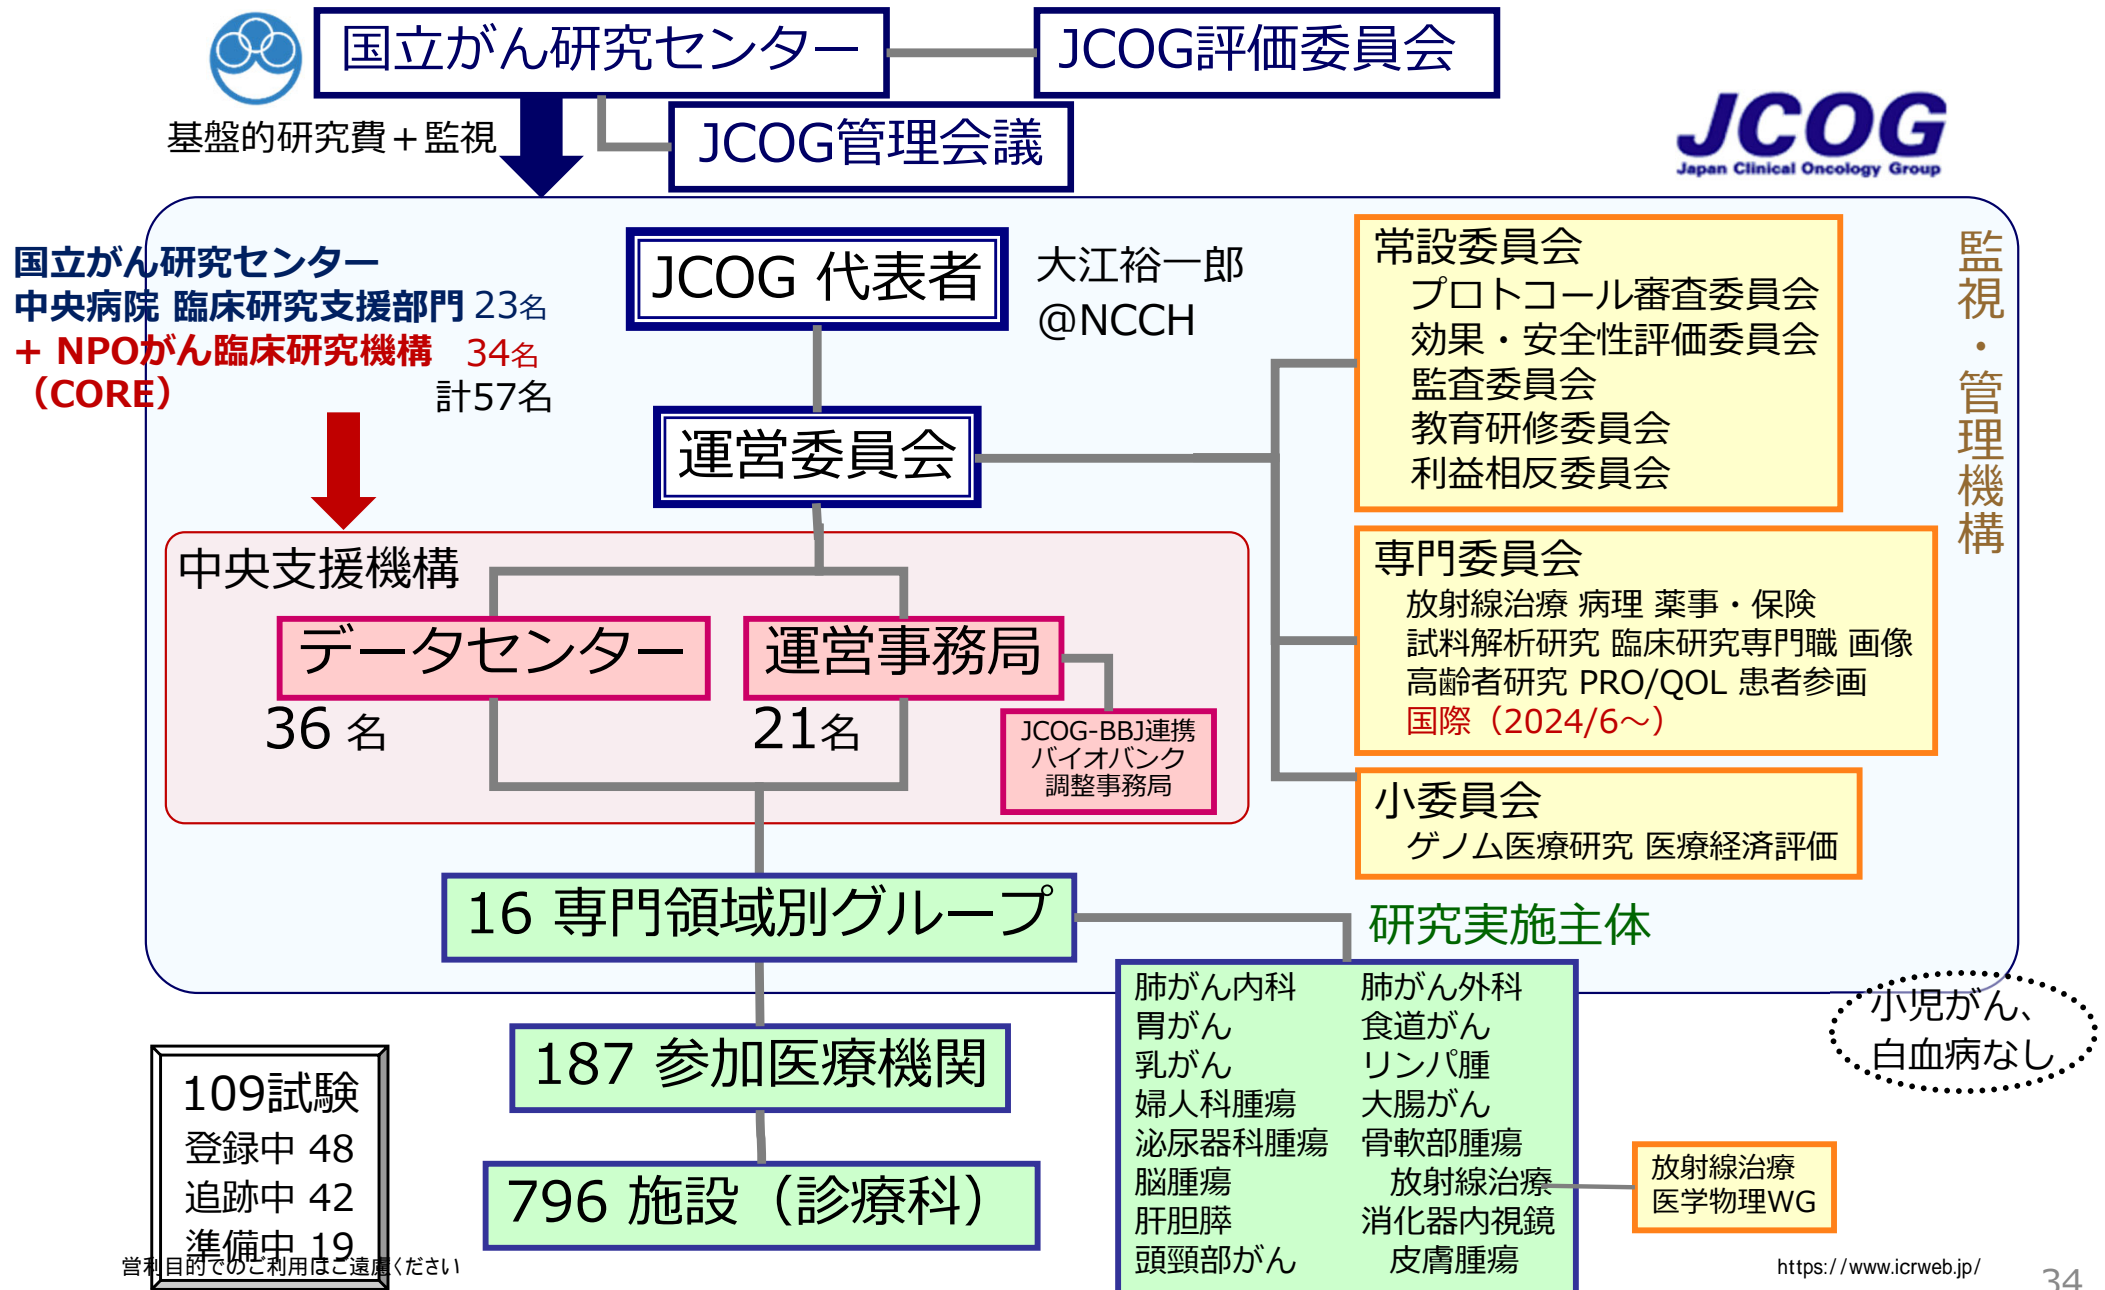 国立がん研究センター
JCOG評価委員会
基盤的研究費＋監視
JCOG管理会議
JCOG
Japan Clinical Oncology Group
国立がん研究センター
中央病院 臨床研究支援部門 23名
+ NPOがん臨床研究機構 34名
（CORE）
計57名
JCOG 代表者
大江裕一郎
@NCCH
運営委員会
常設委員会
プロトコール審査委員会
効果・安全性評価委員会
監査委員会
教育研修委員会
利益相反委員会
監視・管理機構
専門委員会
放射線治療 病理 薬事・保険
試料解析研究 臨床研究専門職 画像
高齢者研究 PRO/QOL 患者参画
国際（2024/6～）
小委員会
ゲノム医療研究 医療経済評価
中央支援機構
データセンター
36 名
運営事務局
21名
JCOG-BBJ連携
バイオバンク
調整事務局
16 専門領域別グループ
研究実施主体
187 参加医療機関
796 施設（診療科）
肺がん内科 肺がん外科
胃がん 食道がん
乳がん リンパ腫
婦人科腫瘍 大腸がん
泌尿器科腫瘍 骨軟部腫瘍
脳腫瘍 放射線治療
肝胆膵 消化器内視鏡
頭頸部がん 皮膚腫瘍
小児がん、
白血病なし
放射線治療
医学物理WG
109試験
登録中 48
追跡中 42
準備中 19
営利目的でのご利用はご遠慮ください
https://www.icrweb.jp/
34